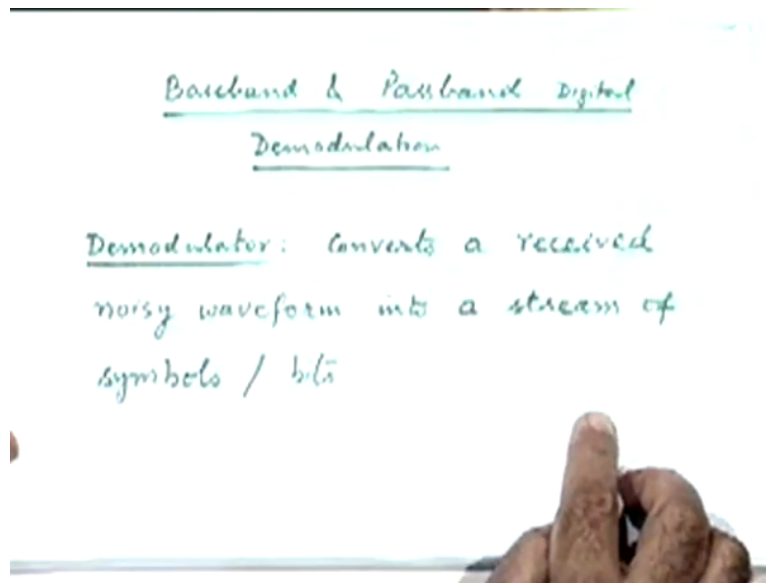 Baseband & Passband Digital
Demodulation
Demodulator: Converts a received
noisy waveform into a stream of
symbols / bits